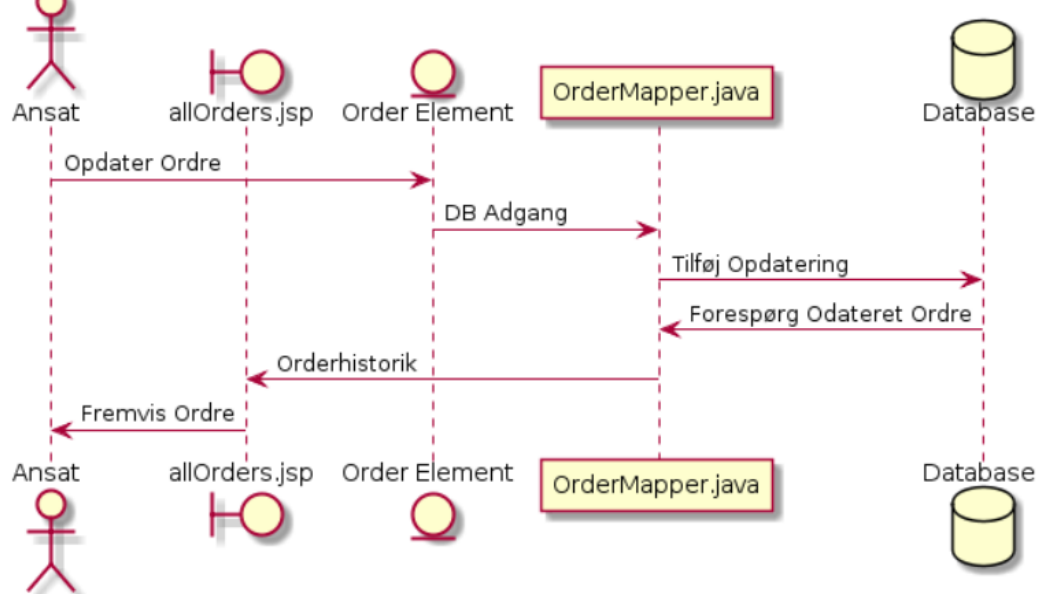 Ansat
allOrders.jsp
Order Element
OrderMapper.java
Database
Opdater Ordre
DB Adgang
Tilføj Opdatering
Forespørg Odateret Ordre
Orderhistorik
Fremvis Ordre
Ansat
allOrders.jsp
Order Element
OrderMapper.java
Database